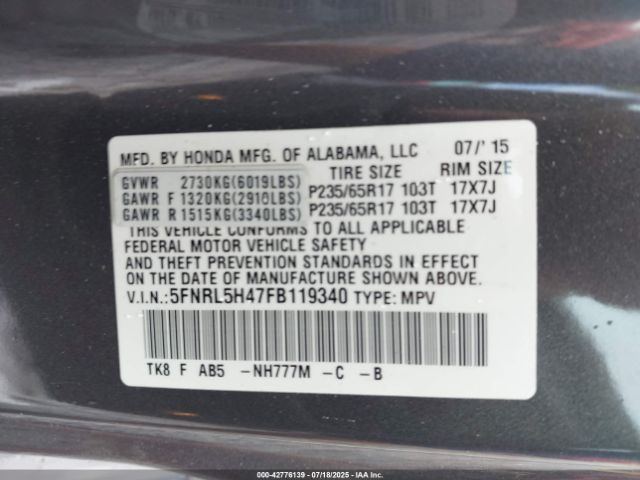 MFD. BY HONDA MFG. OF ALABAMA, LLC 07/'15
TIRE SIZE RIM SIZE
GVWR 2730KG(6019LBS)
GAWR F 1320KG(2910LBS) P235/65R17 103T 17X7J
GAWR R 1515KG(3340LBS) P235/65R17 103T 17X7J
THIS VEHICLE CONFORMS TO ALL APPLICABLE
FEDERAL MOTOR VEHICLE SAFETY
AND THEFT PREVENTION STANDARDS IN EFFECT
ON THE DATE OF MANUFACTURE SHOWN ABOVE.
V.I.N.:5FNRL5H47FB119340 TYPE: MPV
TK8 F AB5 -NH777M -C -B
000-42776139 - 07/18/2025 - IAA Inc.